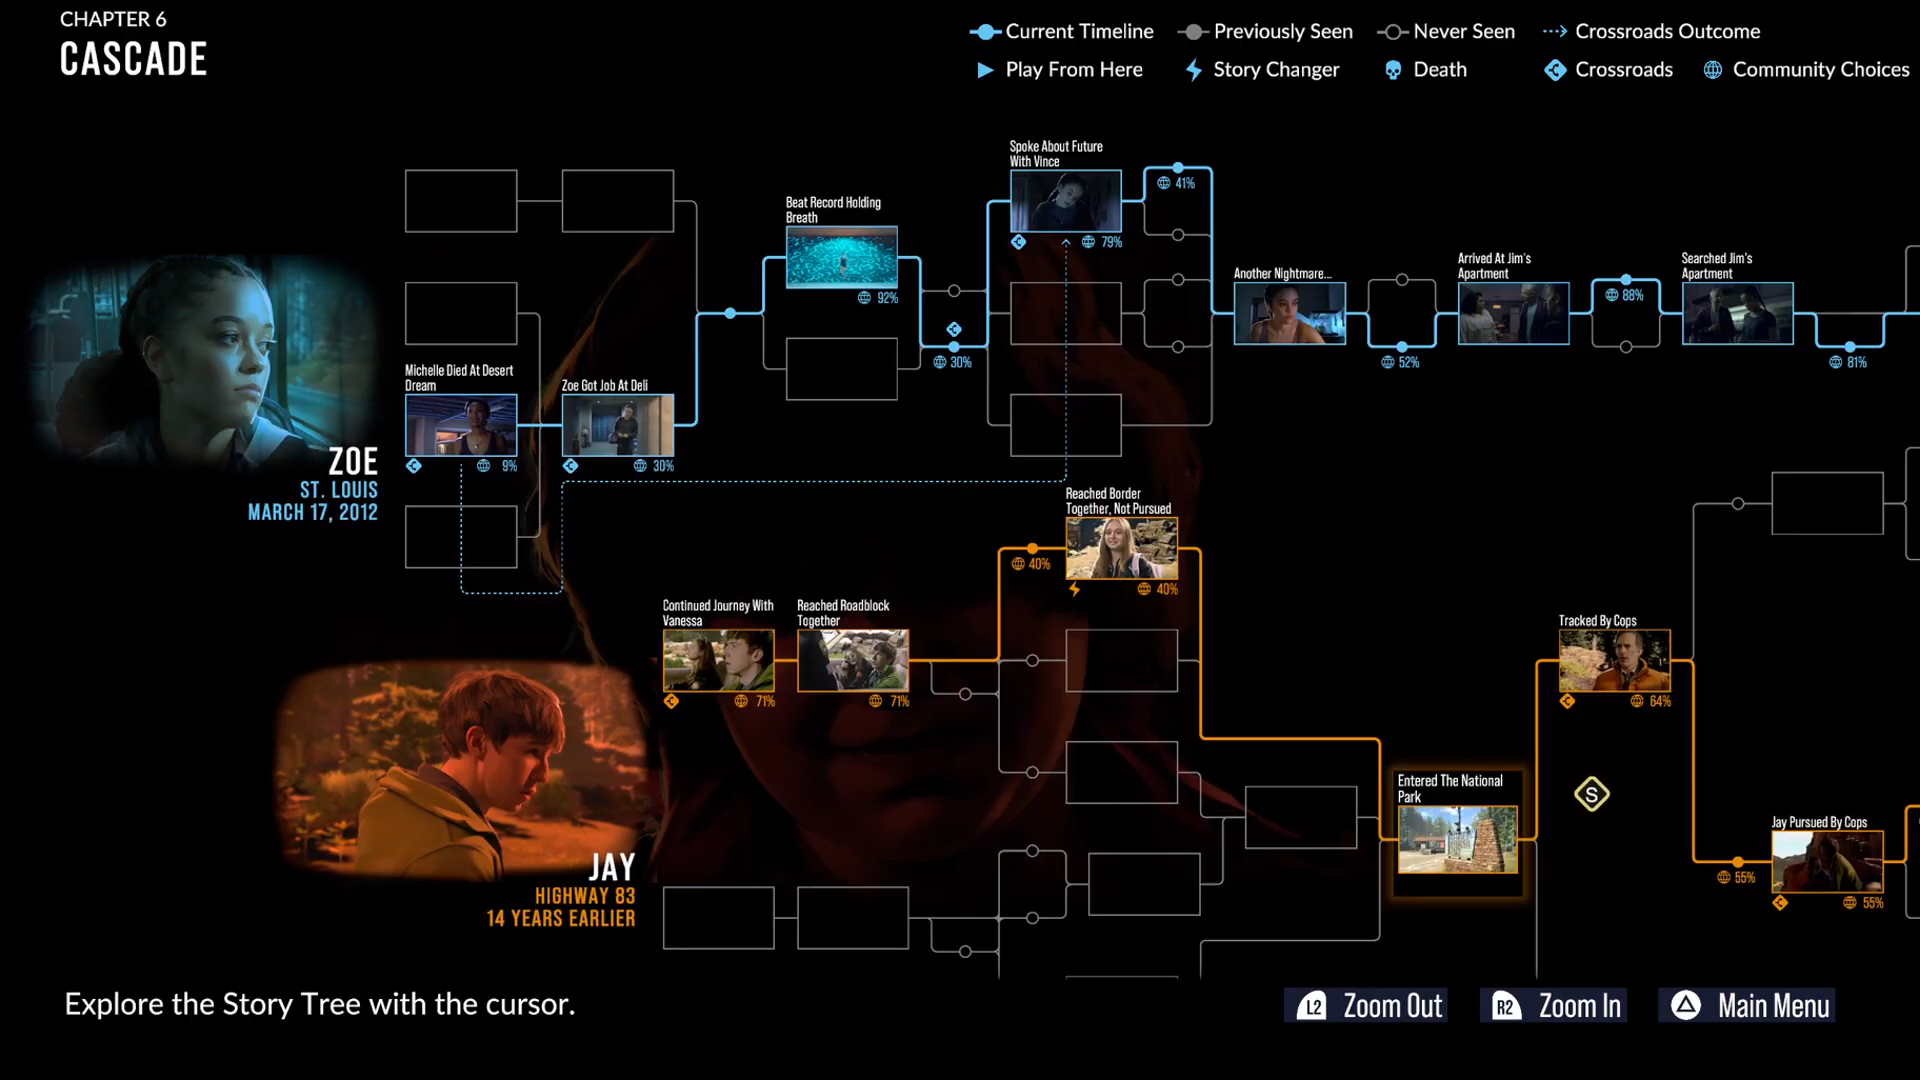 CHAPTER 6
CASCADE
Current Timeline
Previously Seen
Never Seen
Crossroads Outcome
Play From Here
Story Changer
Death
Crossroads
Community Choices
Spoke About Future
With Vince
41%
79%
Beat Record Holding
Breath
92%
30%
Another Nightmare...
52%
Arrived At Jim's
Apartment
88%
Searched Jim's
Apartment
81%
Michelle Died At Desert
Dream
9%
Zoe Got Job At Deli
30%
ZOE
ST. LOUIS
MARCH 17, 2012
Reached Border
Together, Not Pursued
40%
40%
Continued Journey With
Vanessa
71%
Reached Roadblock
Together
71%
Tracked By Cops
64%
Entered The National
Park
S
Jay Pursued By Cops
55%
55%
JAY
HIGHWAY 83
14 YEARS EARLIER
Explore the Story Tree with the cursor.
L2 Zoom Out
R2 Zoom In
Main Menu